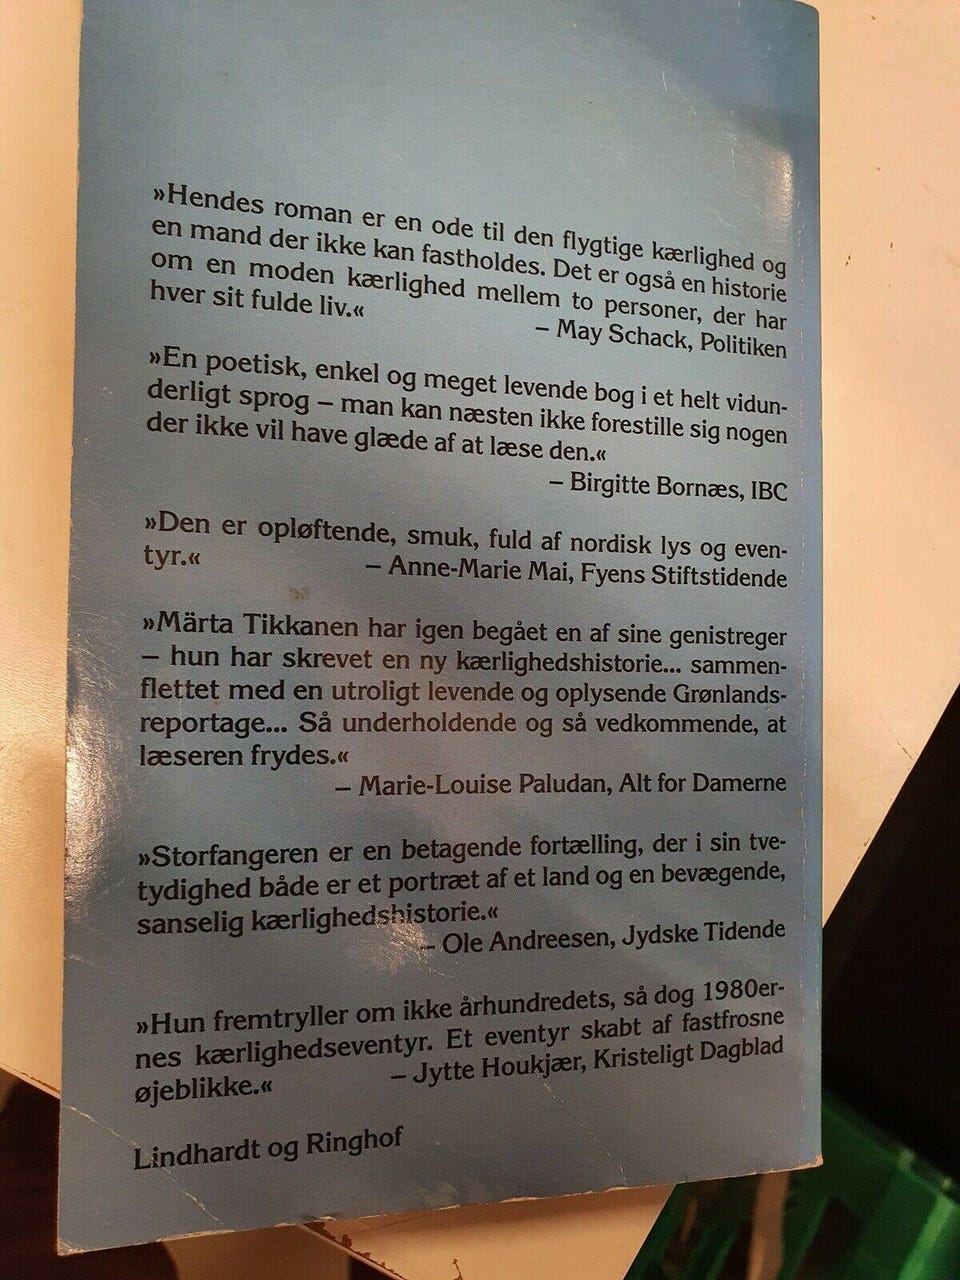 »Hendes roman er en ode til den flygtige kærlighed og
en mand der ikke kan fastholdes. Det er også en historie
om en moden kærlighed mellem to personer, der har
hver sit fulde liv.«
– May Schack, Politiken
»En poetisk, enkel og meget levende bog i et helt vidun-
derligt sprog – man kan næsten ikke forestille sig nogen
der ikke vil have glæde af at læse den.«
– Birgitte Bornæs, IBC
»Den er opløftende, smuk, fuld af nordisk lys og even-
tyr.« – Anne-Marie Mai, Fyens Stiftstidende
»Märta Tikkanen har igen begået en af sine genistreger
– hun har skrevet en ny kærlighedshistorie... sammen-
flettet med en utroligt levende og oplysende Grønlands-
reportage... Så underholdende og så vedkommende, at
læseren frydes.«
– Marie-Louise Paludan, Alt for Damerne
»Storfangeren er en betagende fortælling, der i sin tve-
tydighed både er et portræt af et land og en bevægende,
sanselig kærlighedshistorie.«
– Ole Andreesen, Jydske Tidende
»Hun fremtryller om ikke århundredets, så dog 1980er-
nes kærlighedseventyr. Et eventyr skabt af fastfrosne
øjeblikke.« – Jytte Houkjær, Kristeligt Dagblad
Lindhardt og Ringhof